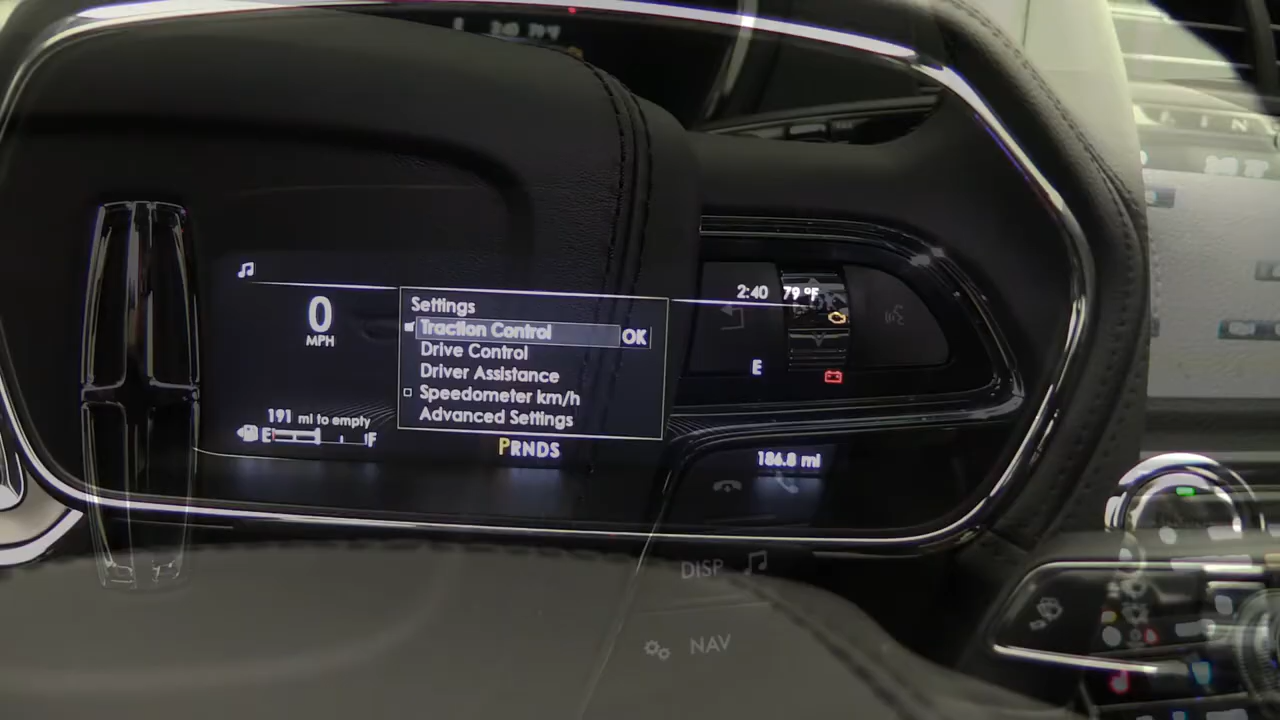 0
MPH
191 mi to empty
E F
Settings
Traction Control OK
Drive Control
Driver Assistance
Speedometer km/h
Advanced Settings
PRNDS
2:40 79 °F
E
186.8 mi
DISP
NAV